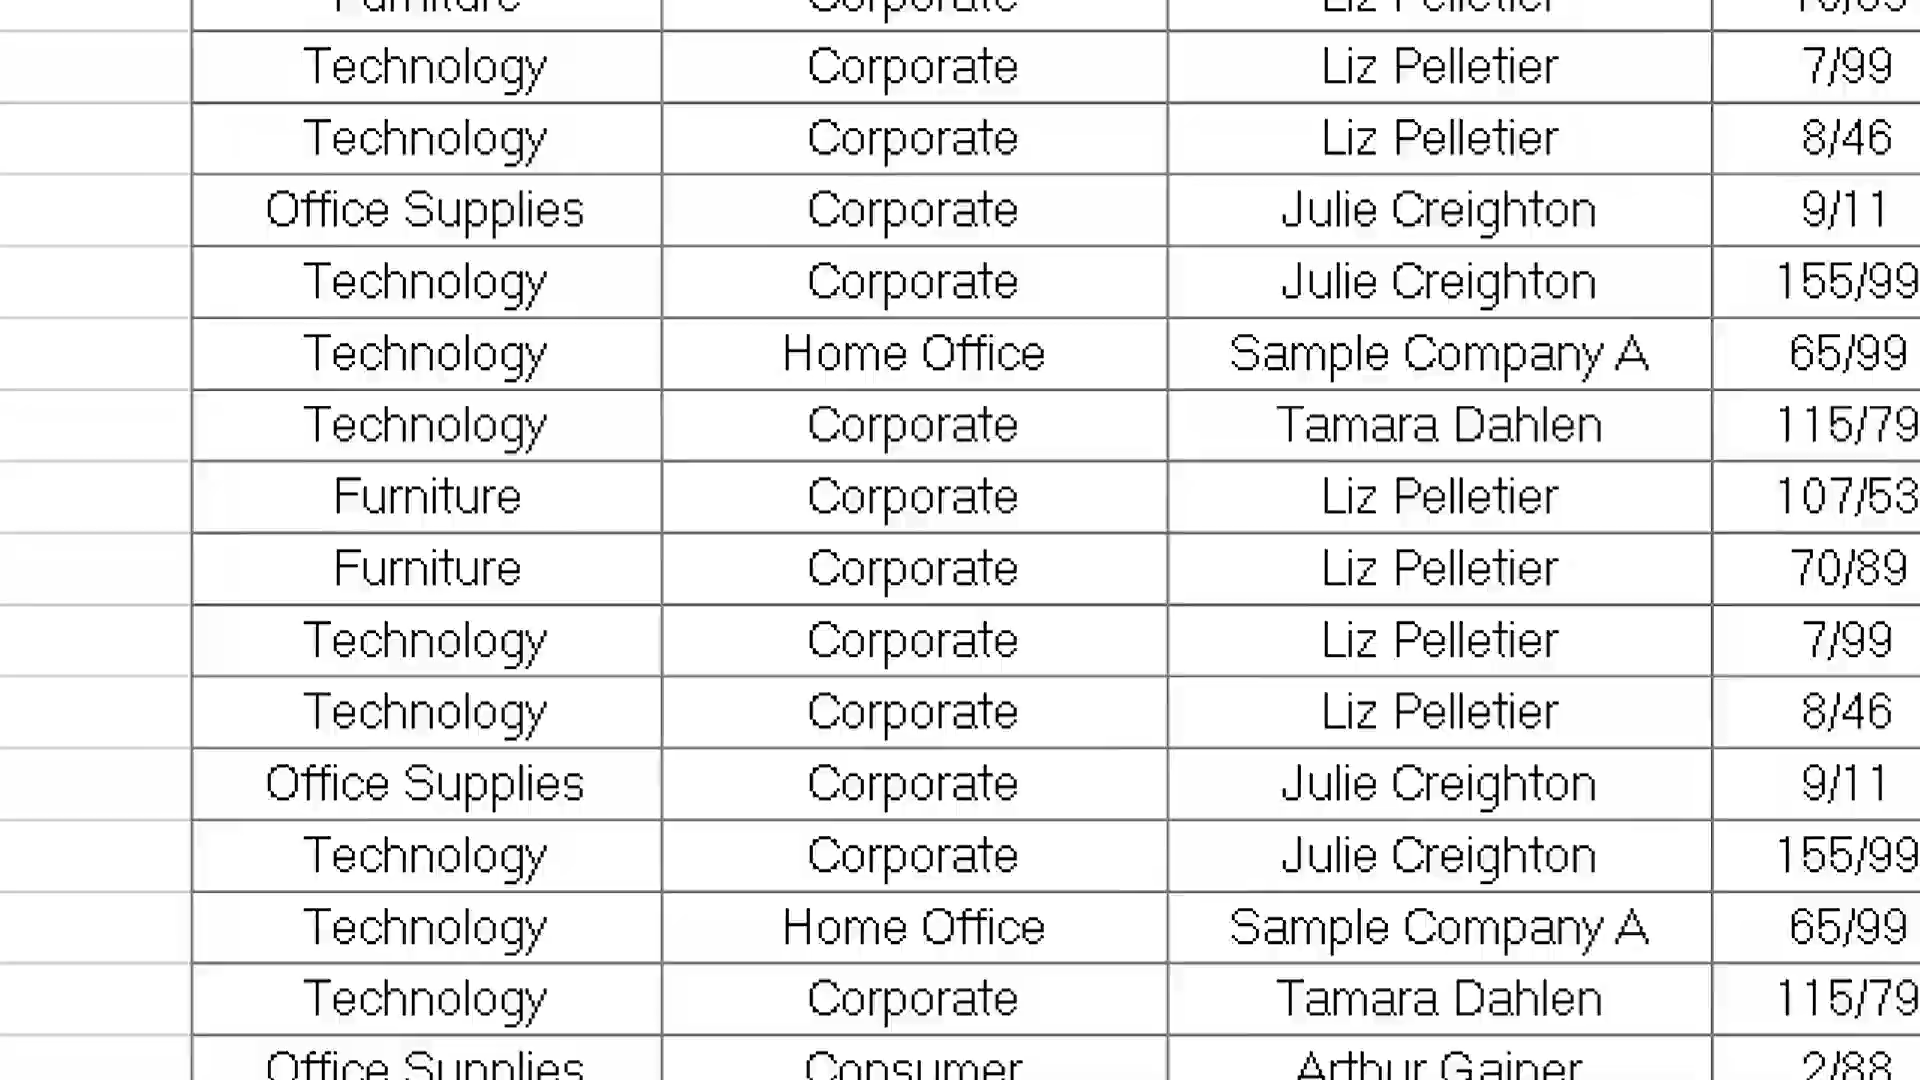 Furniture Corporate Liz Pelletier
Technology Corporate Liz Pelletier 7/99
Technology Corporate Liz Pelletier 8/46
Office Supplies Corporate Julie Creighton 9/11
Technology Corporate Julie Creighton 155/99
Technology Home Office Sample Company A 65/99
Technology Corporate Tamara Dahlen 115/79
Furniture Corporate Liz Pelletier 107/53
Furniture Corporate Liz Pelletier 70/89
Technology Corporate Liz Pelletier 7/99
Technology Corporate Liz Pelletier 8/46
Office Supplies Corporate Julie Creighton 9/11
Technology Corporate Julie Creighton 155/99
Technology Home Office Sample Company A 65/99
Technology Corporate Tamara Dahlen 115/79
Office Supplies Consumer Arthur Gainer 2/88